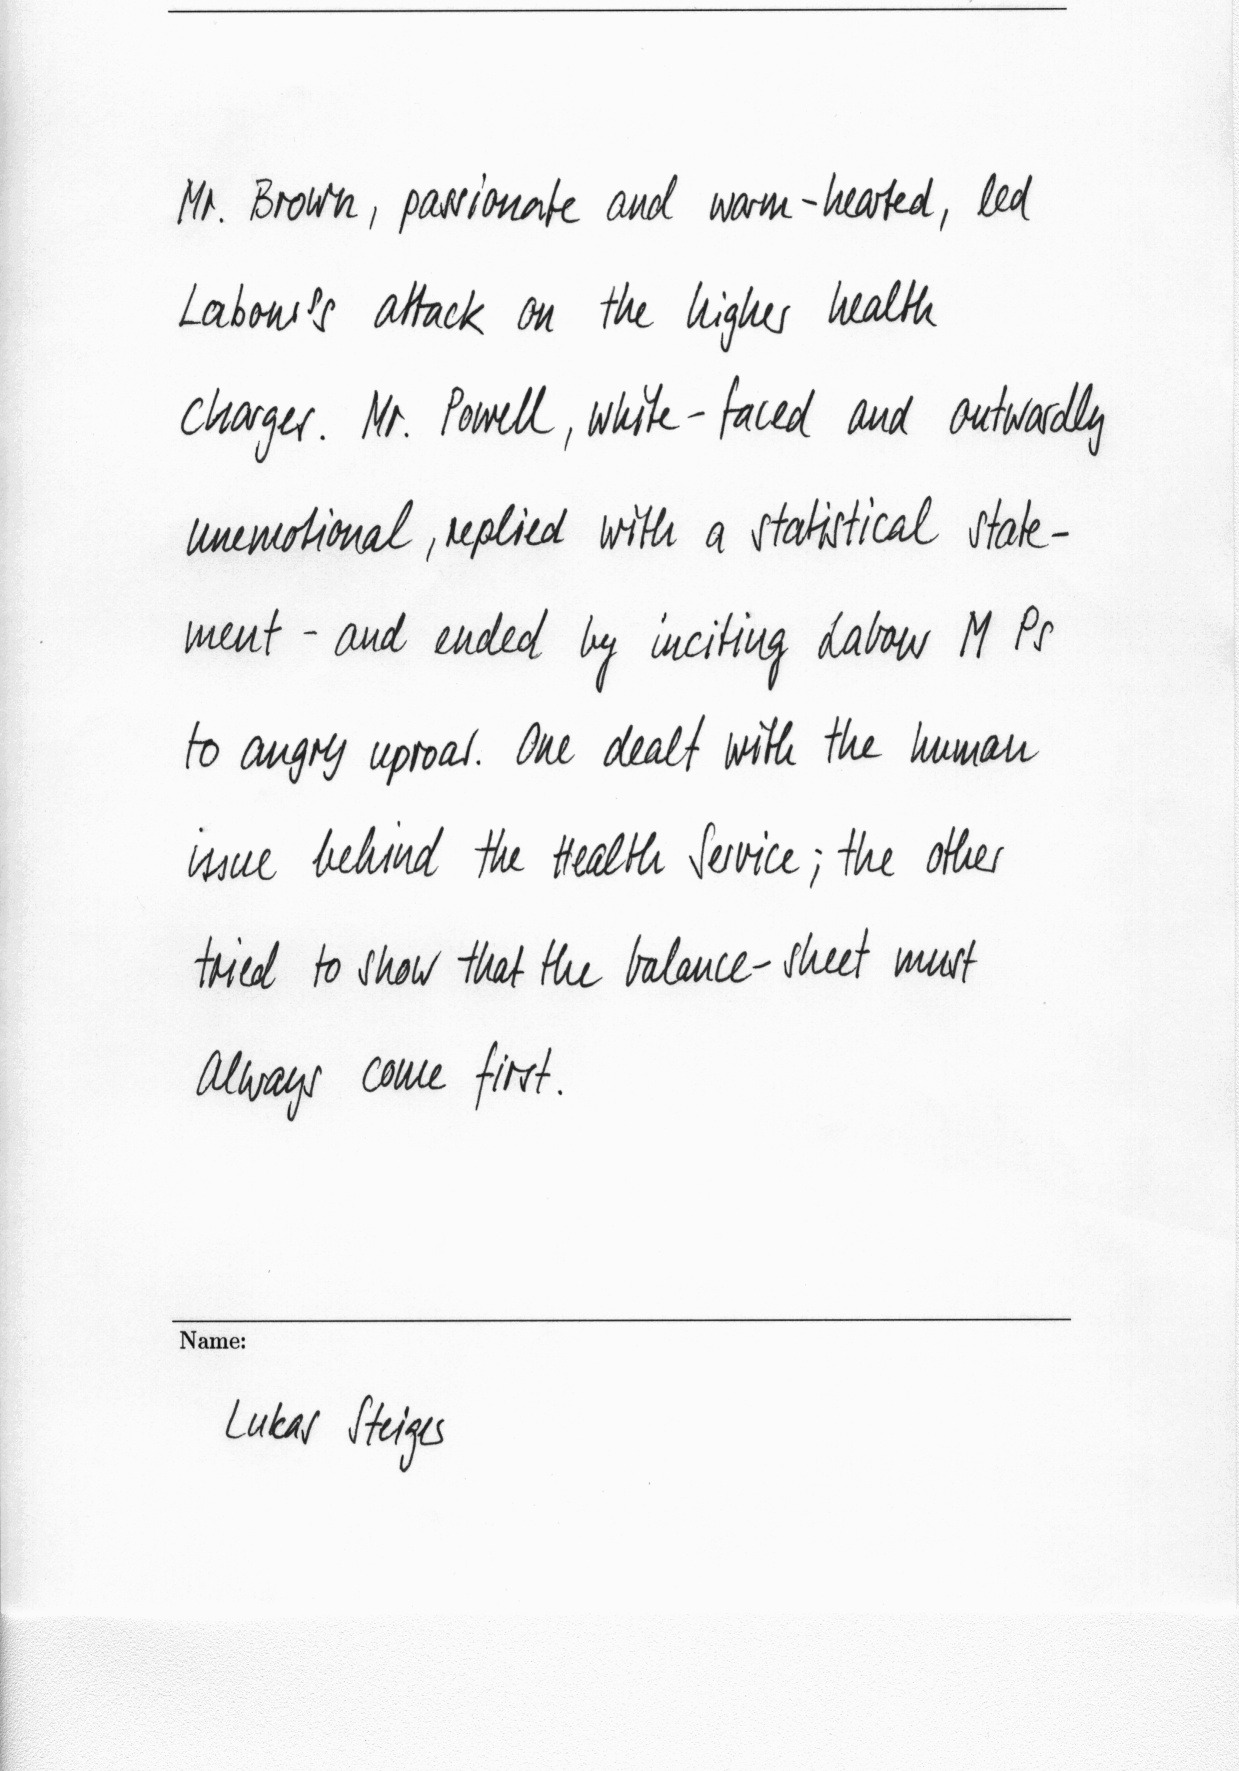 Mr. Brown, passionate and warm-hearted, led
Labour's attack on the higher health
charges. Mr. Powell, white-faced and outwardly
unemotional, replied with a statistical state-
ment - and ended by inciting Labour M Ps
to angry uproar. One dealt with the human
issue behind the Health Service; the other
tried to show that the balance-sheet must
always come first.
Name:
Lukas Steiger